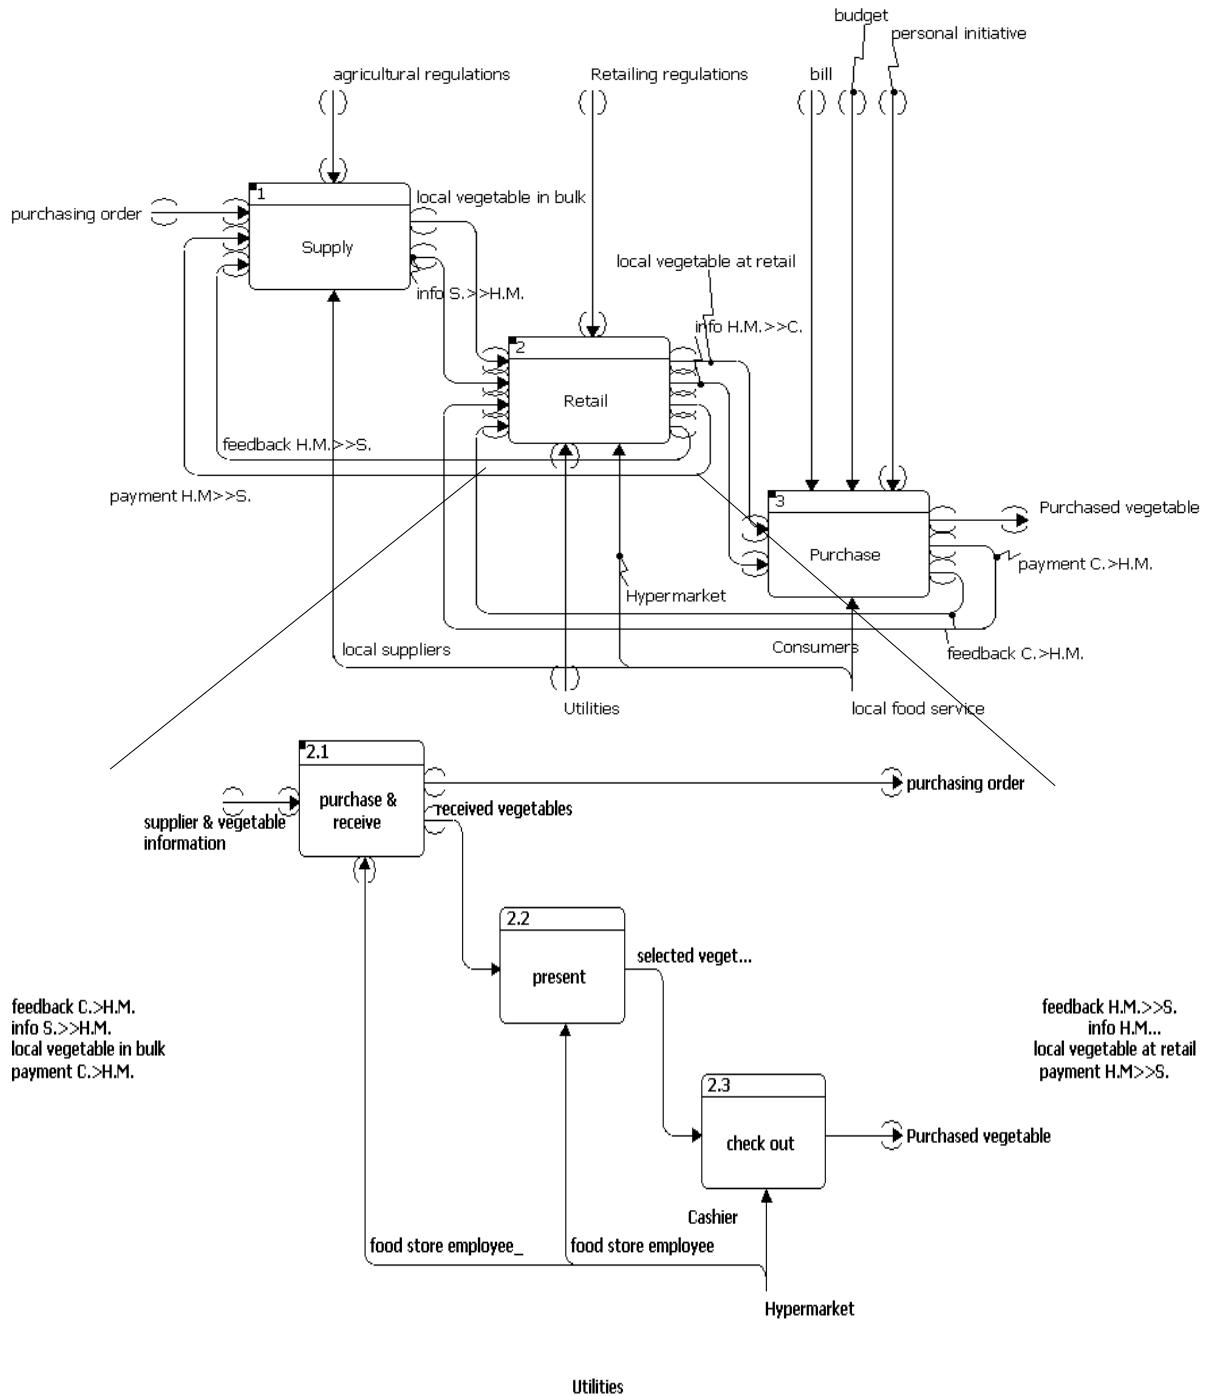 budget
personal initiative
agricultural regulations
Retailing regulations
bill
1
local vegetable in bulk
purchasing order
Supply
local vegetable at retail
info S.>>H.M.
info H.M.>>C.
2
Retail
feedback H.M.>>S.
payment H.M>>S.
3
Purchased vegetable
Purchase
payment C.>H.M.
Hypermarket
local suppliers
Consumers
feedback C.>H.M.
Utilities
local food service
2.1
purchasing order
purchase &
receive
received vegetables
supplier & vegetable
information
2.2
selected veget...
present
feedback C.>H.M.
info S.>>H.M.
local vegetable in bulk
payment C.>H.M.
feedback H.M.>>S.
info H.M...
local vegetable at retail
payment H.M>>S.
2.3
check out
Purchased vegetable
Cashier
food store employee_
food store employee
Hypermarket
Utilities